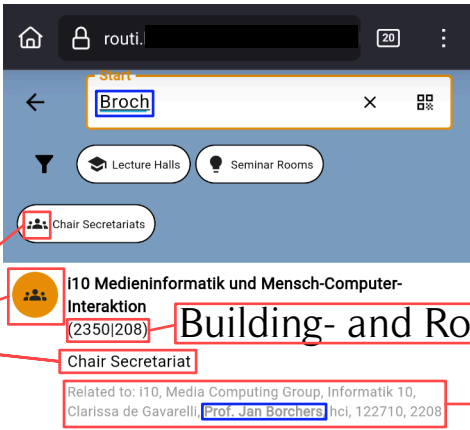 routi.
20
Start
Broch
Lecture Halls
Seminar Rooms
Chair Secretariats
i10 Medieninformatik und Mensch-Computer-
Interaktion
(2350|208)
Building- and Ro
Chair Secretariat
Related to: i10, Media Computing Group, Informatik 10,
Clarissa de Gavarelli, Prof. Jan Borchers, hci, 122710, 2208